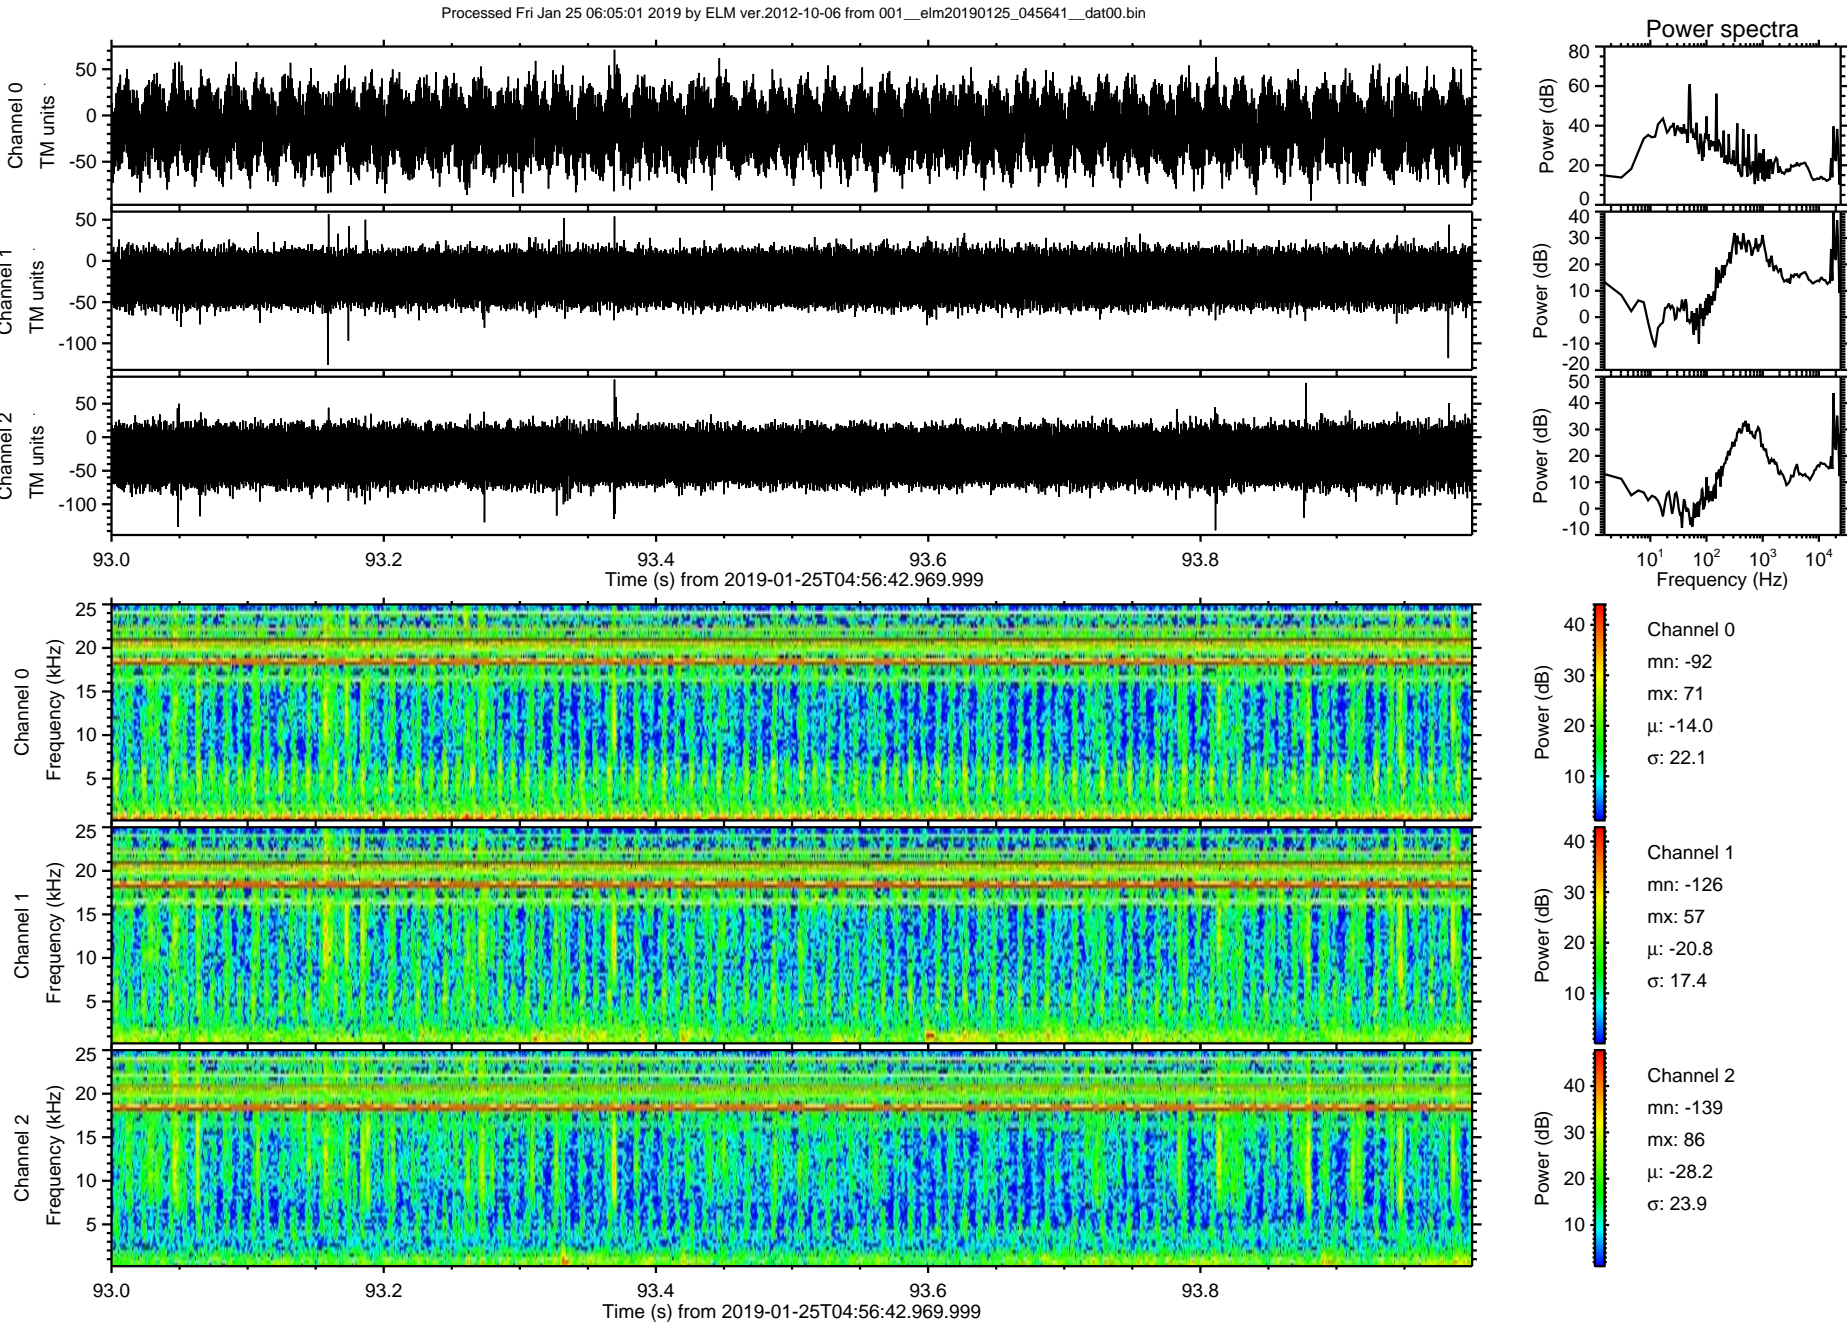 Processed Fri Jan 25 06:05:01 2019 by ELM ver.2012-10-06 from 001__elm20190125_045641__dat00.bin
Power spectra
Channel 0
TM units
50
0
-50
Power (dB)
80
60
40
20
0
Channel 1
TM units
50
0
-50
-100
Power (dB)
40
30
20
10
0
-10
-20
Channel 2
TM units
50
0
-50
-100
Power (dB)
50
40
30
20
10
0
-10
93.0 93.2 93.4 93.6 93.8
Time (s) from 2019-01-25T04:56:42.969.999
10^1 10^2 10^3 10^4
Frequency (Hz)
Channel 0
Frequency (kHz)
25
20
15
10
5
Power (dB)
40
30
20
10
Channel 0
mn: -92
mx: 71
μ: -14.0
σ: 22.1
Channel 1
Frequency (kHz)
25
20
15
10
5
Power (dB)
40
30
20
10
Channel 1
mn: -126
mx: 57
μ: -20.8
σ: 17.4
Channel 2
Frequency (kHz)
25
20
15
10
5
Power (dB)
40
30
20
10
Channel 2
mn: -139
mx: 86
μ: -28.2
σ: 23.9
93.0 93.2 93.4 93.6 93.8
Time (s) from 2019-01-25T04:56:42.969.999